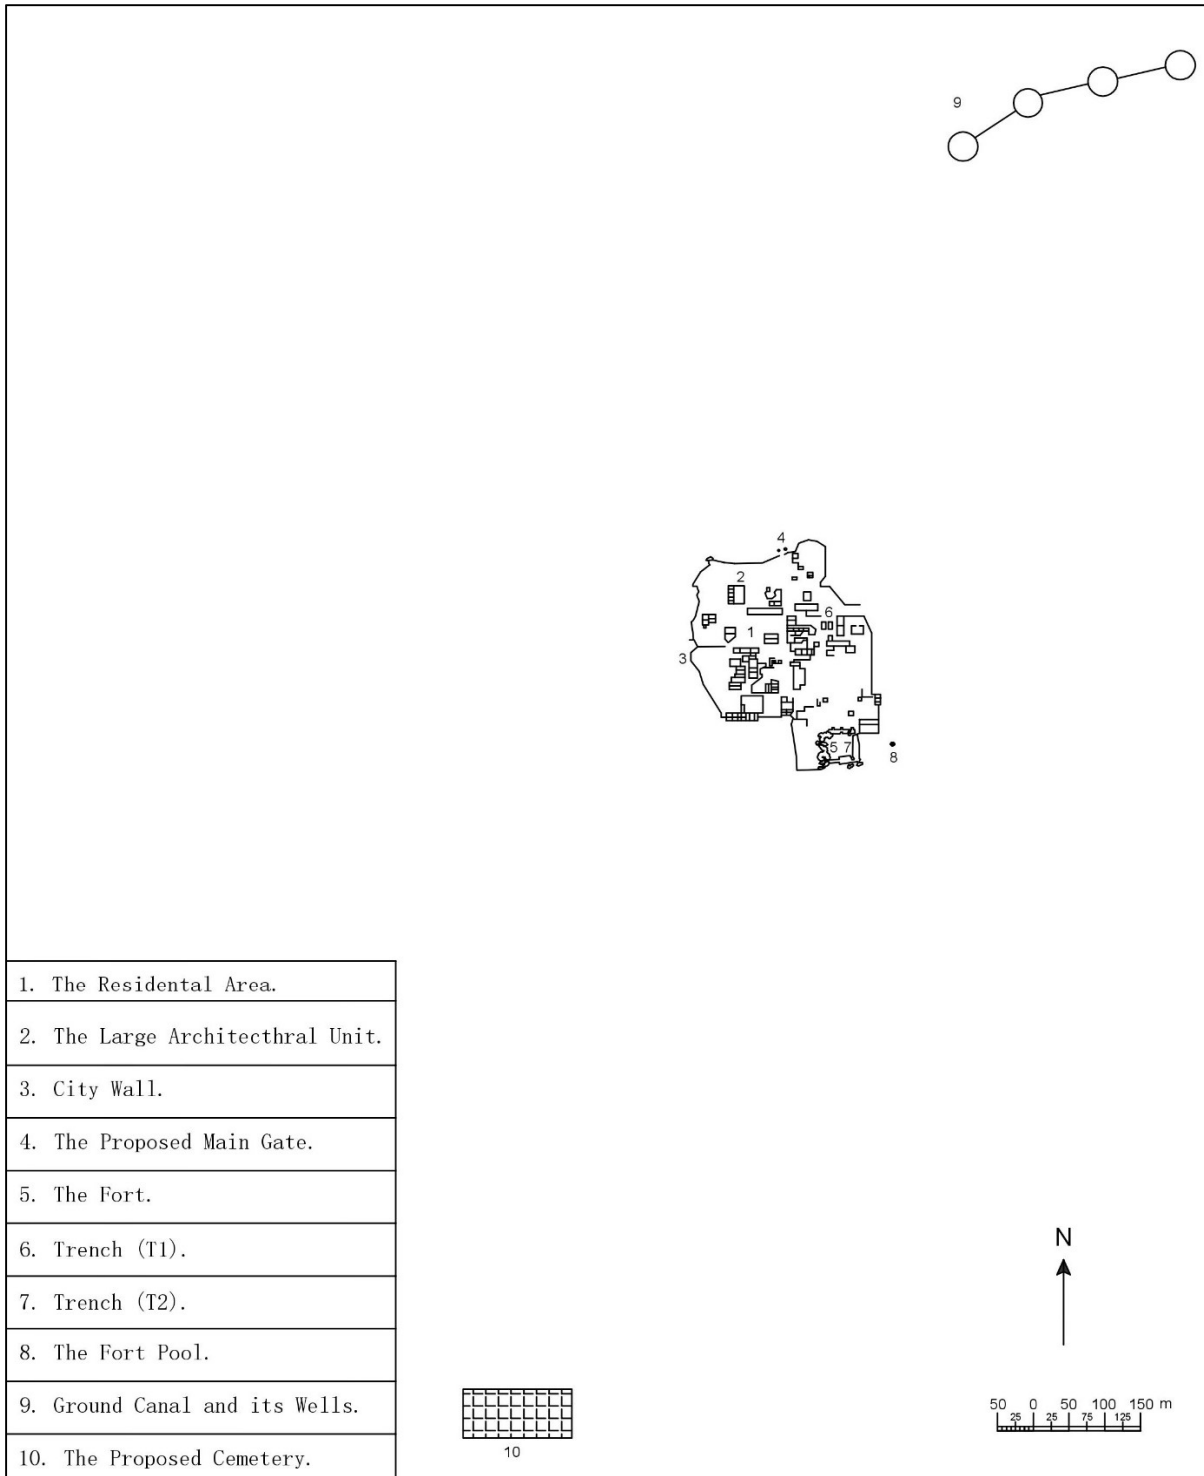 9
4
2
6
1
3
5 7
8
1. The Residental Area.
2. The Large Architecthral Unit.
3. City Wall.
4. The Proposed Main Gate.
5. The Fort.
6. Trench (T1).
7. Trench (T2).
8. The Fort Pool.
9. Ground Canal and its Wells.
10. The Proposed Cemetery.
10
N
50 0 50 100 150 m
25 25 75 125